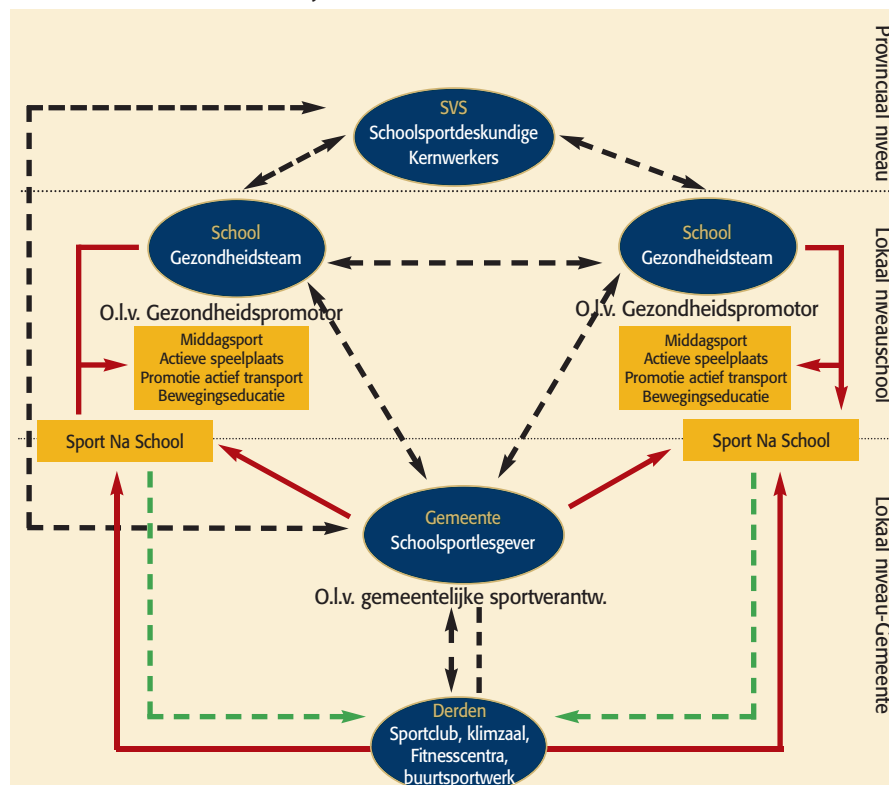 Provinciaal niveau
SVS
Schoolsportdeskundige
Kernwerkers
Lokaal niveauschool
School
Gezondheidsteam
O.l.v. Gezondheidspromotor
Middagsport
Actieve speelplaats
Promotie actief transport
Bewegingseducatie
Sport Na School
School
Gezondheidsteam
O.l.v. Gezondheidspromotor
Middagsport
Actieve speelplaats
Promotie actief transport
Bewegingseducatie
Sport Na School
Lokaal niveau-Gemeente
Gemeente
Schoolsportlesgever
O.l.v. gemeentelijke sportverantw.
Derden
Sportclub, klimzaal,
Fitnesscentra,
buurtsportwerk